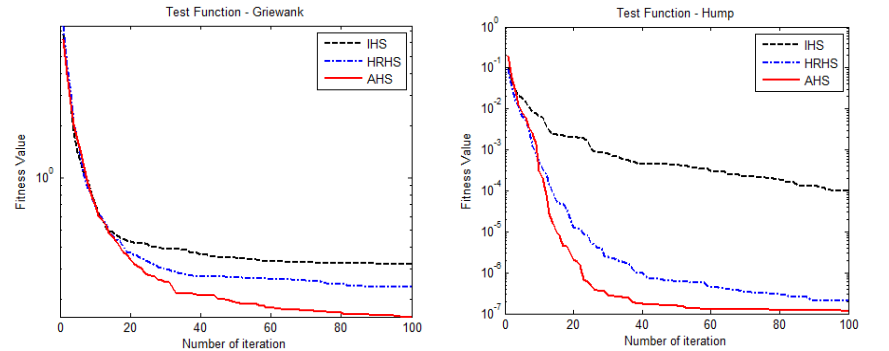 Test Function - Griewank
IHS
HRHS
AHS
Fitness Value
10^0
0 20 40 60 80 100
Number of iteration
Test Function - Hump
IHS
HRHS
AHS
Fitness Value
10^0
10^-1
10^-2
10^-3
10^-4
10^-5
10^-6
10^-7
0 20 40 60 80 100
Number of iteration